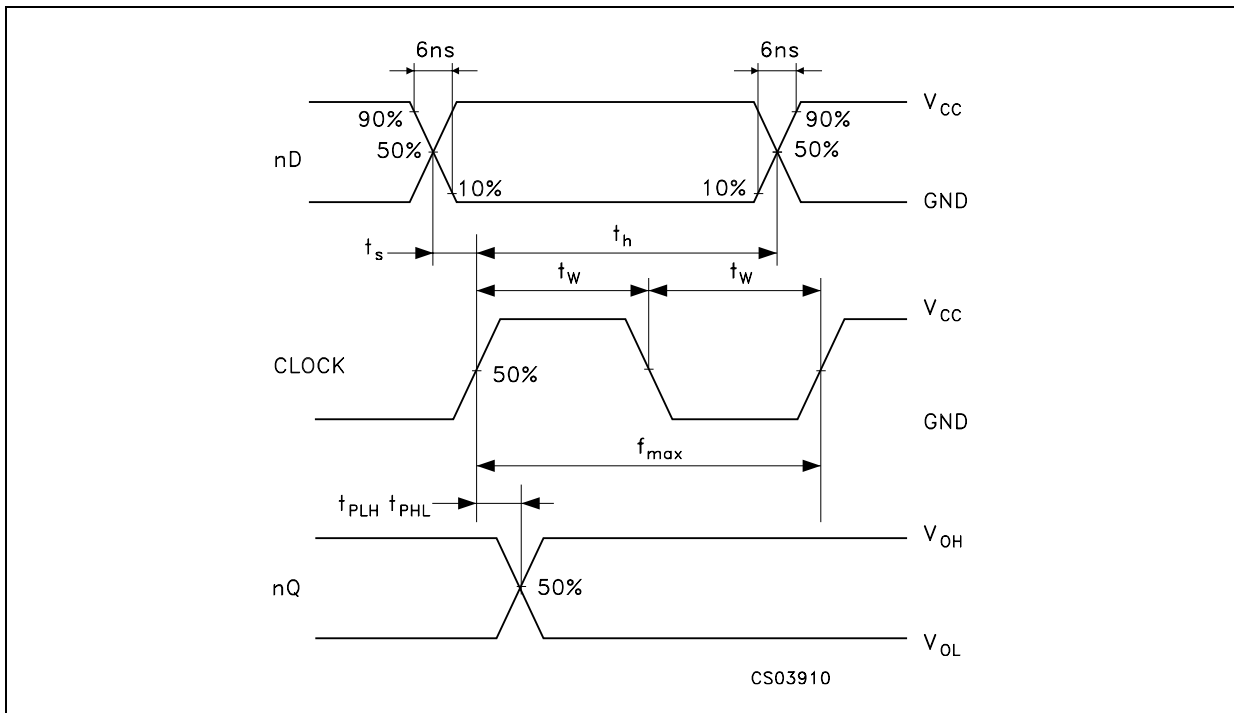 6ns 6ns
V_CC
90% 90%
nD 50% 50%
10% 10%
GND
t_s t_h
t_W t_W
V_CC
CLOCK 50%
GND
f_max
t_PLH t_PHL
V_OH
nQ 50%
V_OL
CS03910